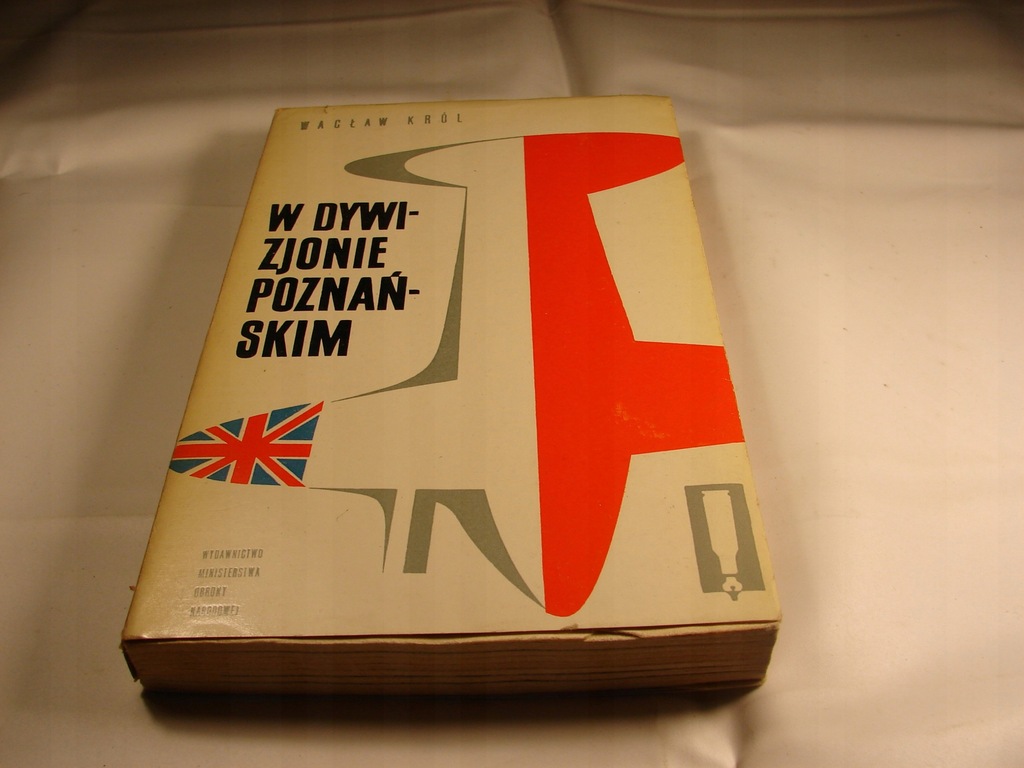 WACŁAW KRÓL
W DYWI-
ZJONIE
POZNAŃ-
SKIM
WYDAWNICTWO
MINISTERSTWA
OBRONY
NARODOWEJ